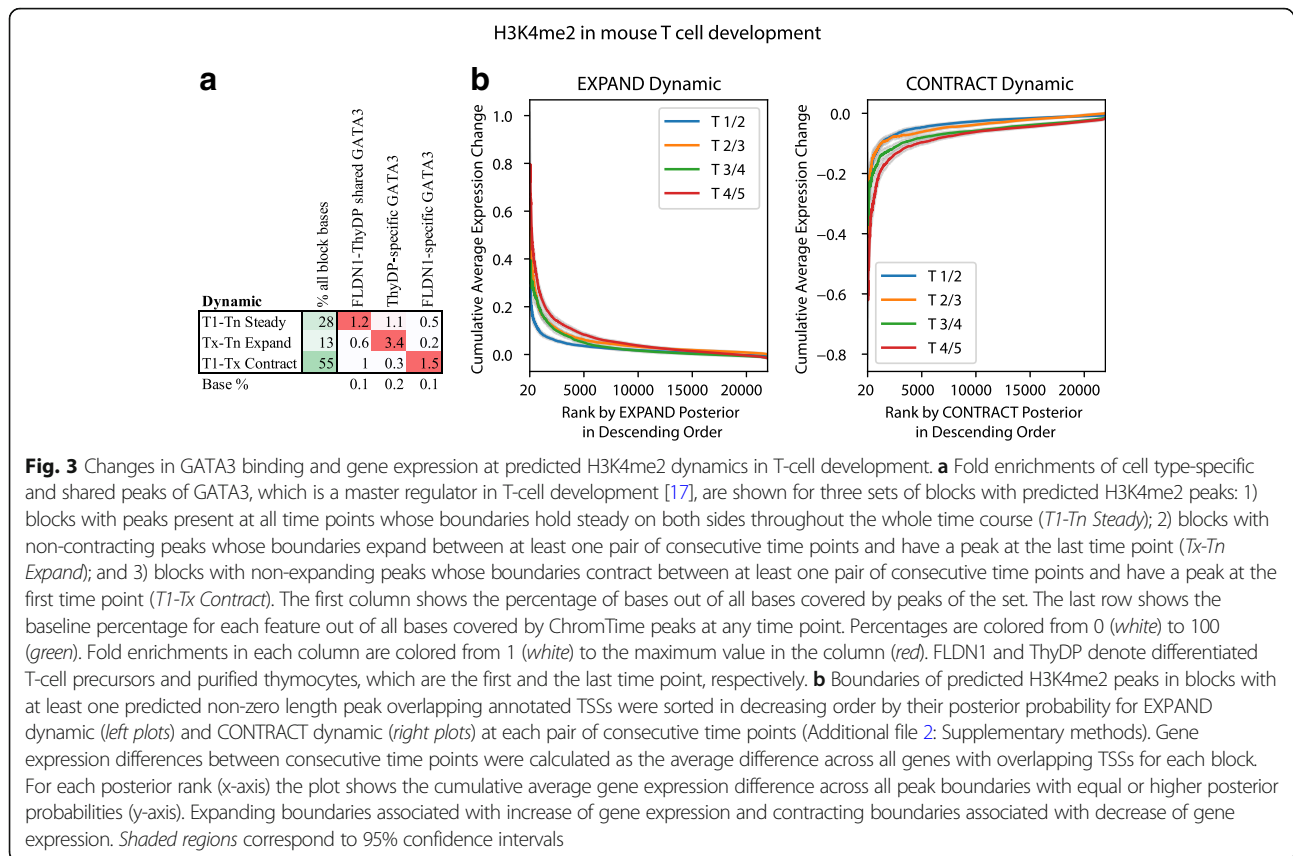 H3K4me2 in mouse T cell development
a
% all block bases
FLDN1-ThyDP shared GATA3
ThyDP-specific GATA3
FLDN1-specific GATA3
Dynamic
T1-Tn Steady 28 1.2 1.1 0.5
Tx-Tn Expand 13 0.6 3.4 0.2
T1-Tx Contract 55 1 0.3 1.5
Base % 0.1 0.2 0.1
b
EXPAND Dynamic
Cumulative Average Expression Change
1.0
0.8
0.6
0.4
0.2
0.0
T 1/2
T 2/3
T 3/4
T 4/5
20 5000 10000 15000 20000
Rank by EXPAND Posterior
in Descending Order
CONTRACT Dynamic
Cumulative Average Expression Change
0.0
−0.2
−0.4
−0.6
−0.8
T 1/2
T 2/3
T 3/4
T 4/5
20 5000 10000 15000 20000
Rank by CONTRACT Posterior
in Descending Order
Fig. 3 Changes in GATA3 binding and gene expression at predicted H3K4me2 dynamics in T-cell development. a Fold enrichments of cell type-specific
and shared peaks of GATA3, which is a master regulator in T-cell development [17], are shown for three sets of blocks with predicted H3K4me2 peaks: 1)
blocks with peaks present at all time points whose boundaries hold steady on both sides throughout the whole time course (T1-Tn Steady); 2) blocks with
non-contracting peaks whose boundaries expand between at least one pair of consecutive time points and have a peak at the last time point (Tx-Tn
Expand); and 3) blocks with non-expanding peaks whose boundaries contract between at least one pair of consecutive time points and have a peak at the
first time point (T1-Tx Contract). The first column shows the percentage of bases out of all bases covered by peaks of the set. The last row shows the
baseline percentage for each feature out of all bases covered by ChromTime peaks at any time point. Percentages are colored from 0 (white) to 100
(green). Fold enrichments in each column are colored from 1 (white) to the maximum value in the column (red). FLDN1 and ThyDP denote differentiated
T-cell precursors and purified thymocytes, which are the first and the last time point, respectively. b Boundaries of predicted H3K4me2 peaks in blocks with
at least one predicted non-zero length peak overlapping annotated TSSs were sorted in decreasing order by their posterior probability for EXPAND
dynamic (left plots) and CONTRACT dynamic (right plots) at each pair of consecutive time points (Additional file 2: Supplementary methods). Gene
expression differences between consecutive time points were calculated as the average difference across all genes with overlapping TSSs for each block.
For each posterior rank (x-axis) the plot shows the cumulative average gene expression difference across all peak boundaries with equal or higher posterior
probabilities (y-axis). Expanding boundaries associated with increase of gene expression and contracting boundaries associated with decrease of gene
expression. Shaded regions correspond to 95% confidence intervals